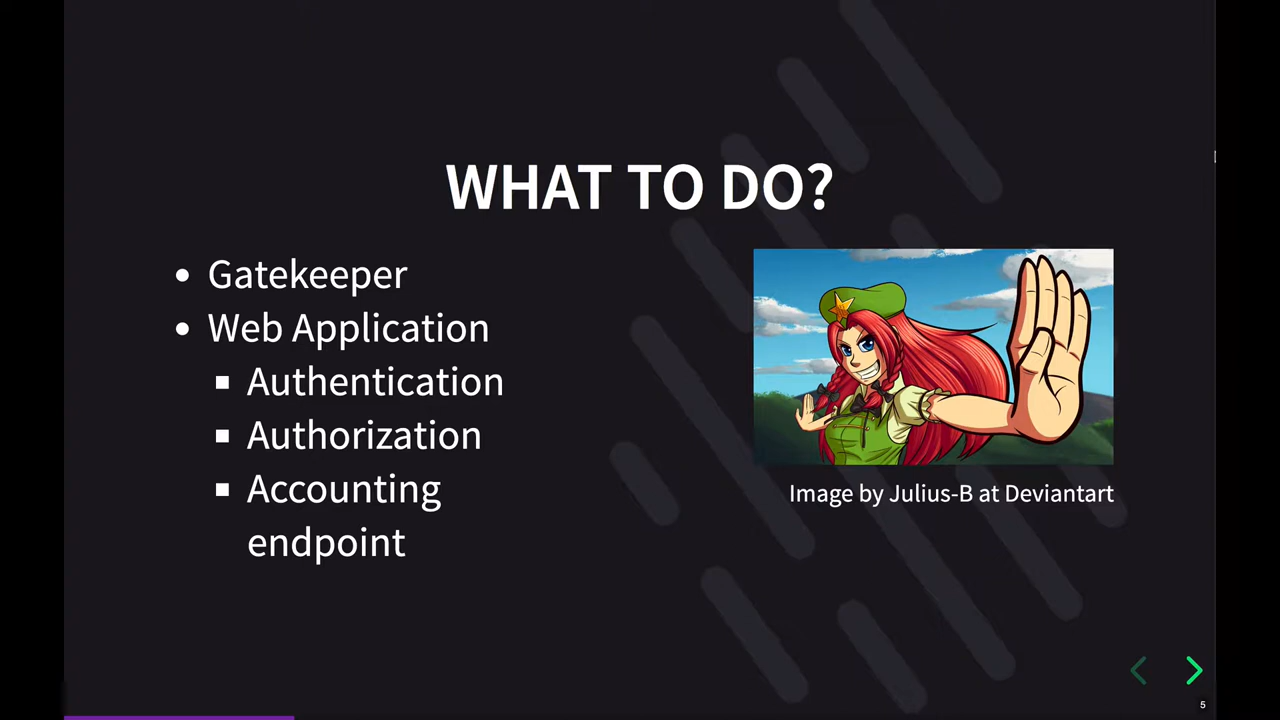 WHAT TO DO?
• Gatekeeper
• Web Application
▪ Authentication
▪ Authorization
▪ Accounting
endpoint
Image by Julius-B at Deviantart
5